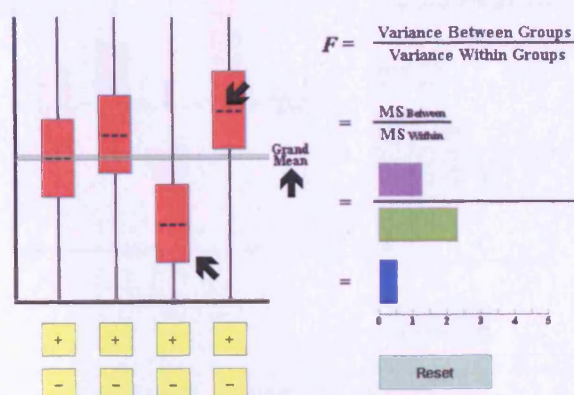 F = Variance Between Groups
Variance Within Groups
= MS Between
MS Within
Grand
Mean
=
=
0 1 2 3 4 5
+ + + +
- - - -
Reset